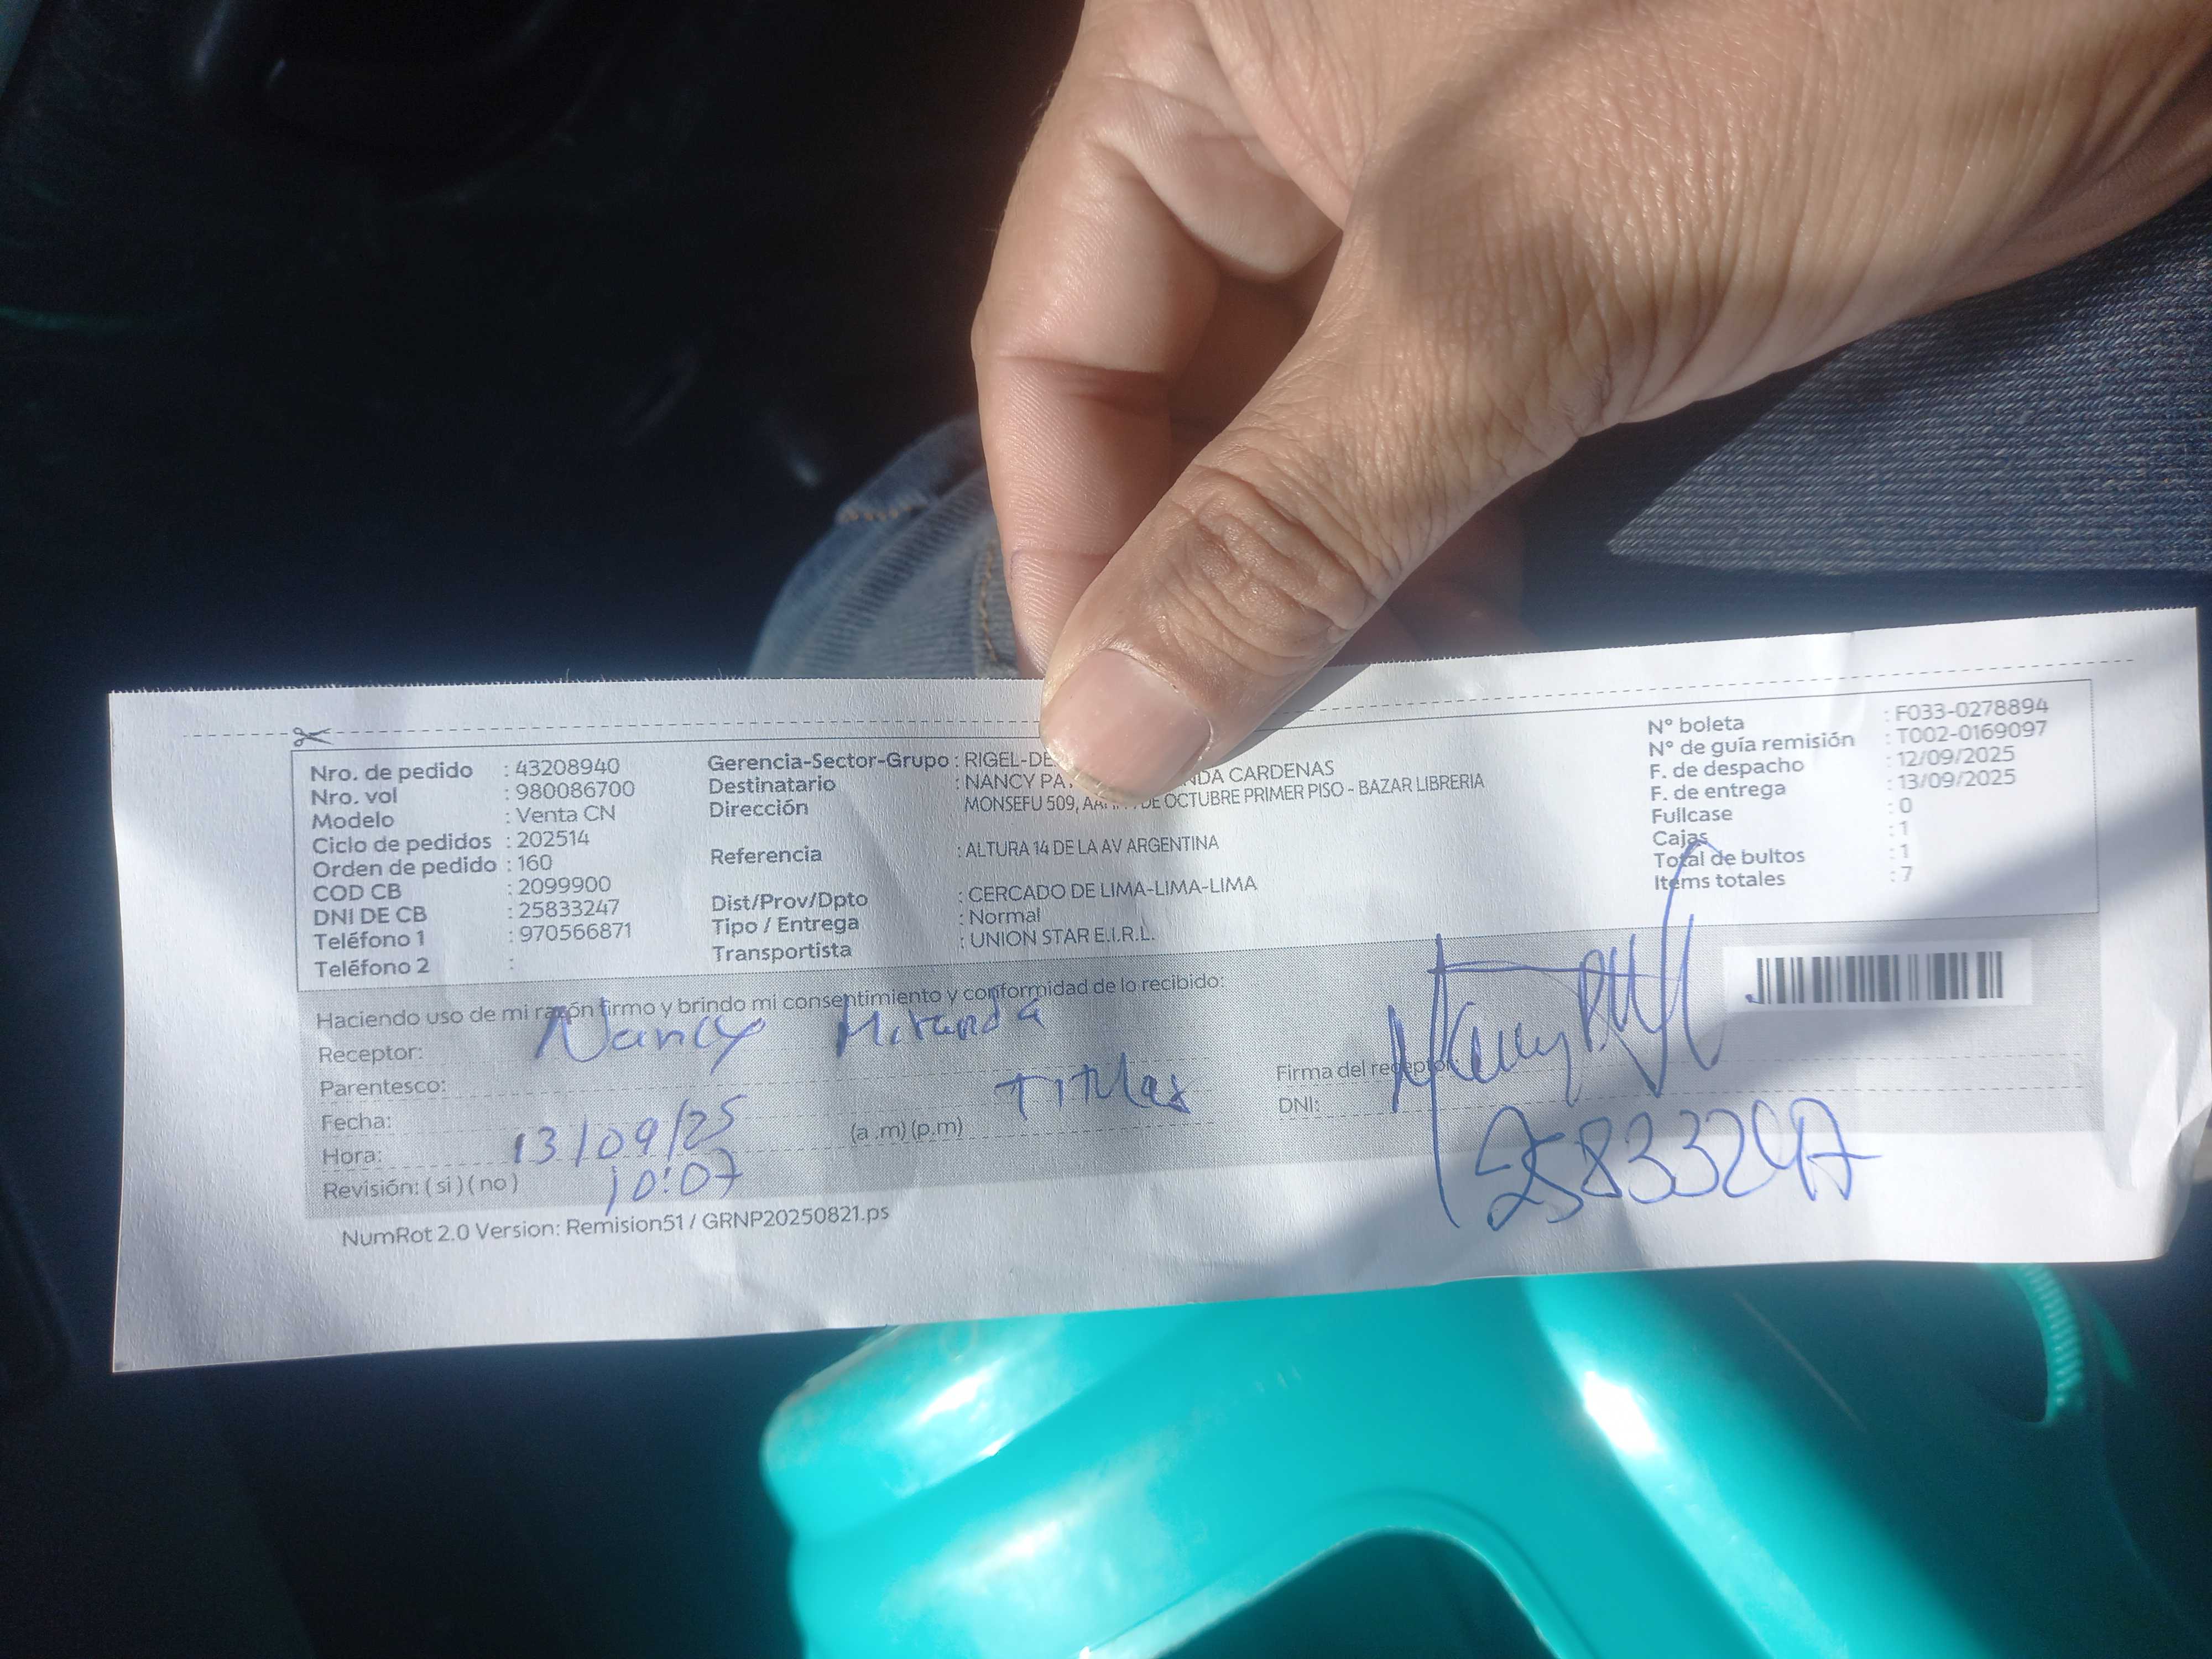 Nro. de pedido : 43208940
Nro. vol : 980086700
Modelo : Venta CN
Ciclo de pedidos : 202514
Orden de pedido : 160
COD CB : 2099900
DNI DE CB : 25833247
Teléfono 1 : 970566871
Teléfono 2 :
Gerencia-Sector-Grupo : RIGEL-DE
Destinatario : NANCY PA NDA CARDENAS
Dirección MONSEFU 509, DE OCTUBRE PRIMER PISO - BAZAR LIBRERIA
Referencia : ALTURA 14 DE LA AV ARGENTINA
Dist/Prov/Dpto : CERCADO DE LIMA-LIMA-LIMA
Tipo / Entrega : Normal
Transportista : UNION STAR E.I.R.L.
N° boleta : F033-0278894
N° de guía remisión : T002-0169097
F. de despacho : 12/09/2025
F. de entrega : 13/09/2025
Fullcase : 0
Cajas : 1
Total de bultos : 1
Items totales : 7
Haciendo uso de mi razón firmo y brindo mi consentimiento y conformidad de lo recibido:
Receptor: Nancy Miranda
Parentesco: Titular
Fecha: 13/09/25
Hora: 10:07 (a .m) (p.m)
Revisión: ( si ) ( no )
Firma del receptor:
DNI: 25833247
NumRot 2.0 Version: Remision51 / GRNP20250821.ps